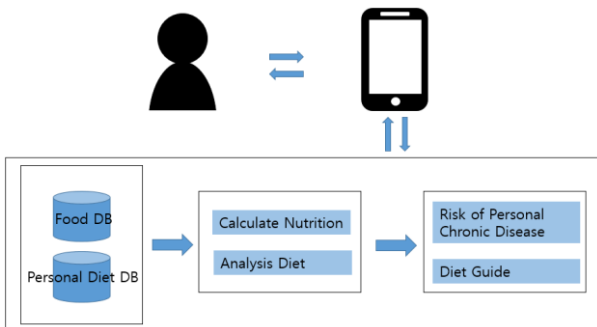 Food DB
Personal Diet DB
Calculate Nutrition
Analysis Diet
Risk of Personal
Chronic Disease
Diet Guide